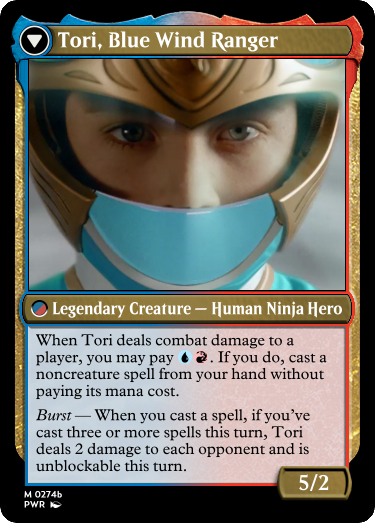 Tori, Blue Wind Ranger
Legendary Creature — Human Ninja Hero
When Tori deals combat damage to a
player, you may pay . If you do, cast a
noncreature spell from your hand without
paying its mana cost.
Burst — When you cast a spell, if you've
cast three or more spells this turn, Tori
deals 2 damage to each opponent and is
unblockable this turn.
5/2
M 0274b
PWR